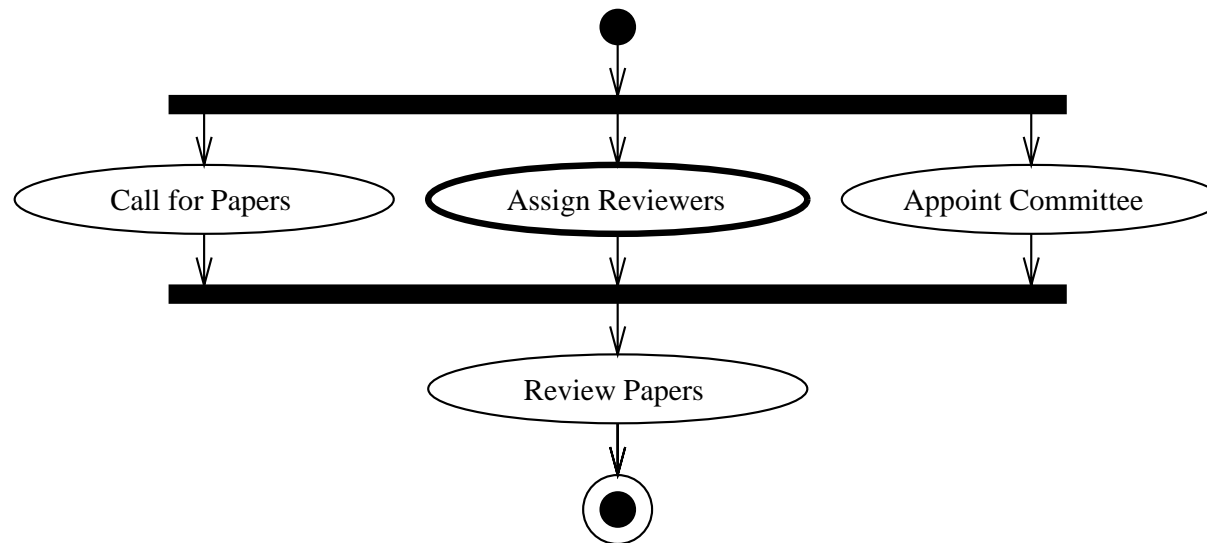 Call for Papers
Assign Reviewers
Appoint Committee
Review Papers